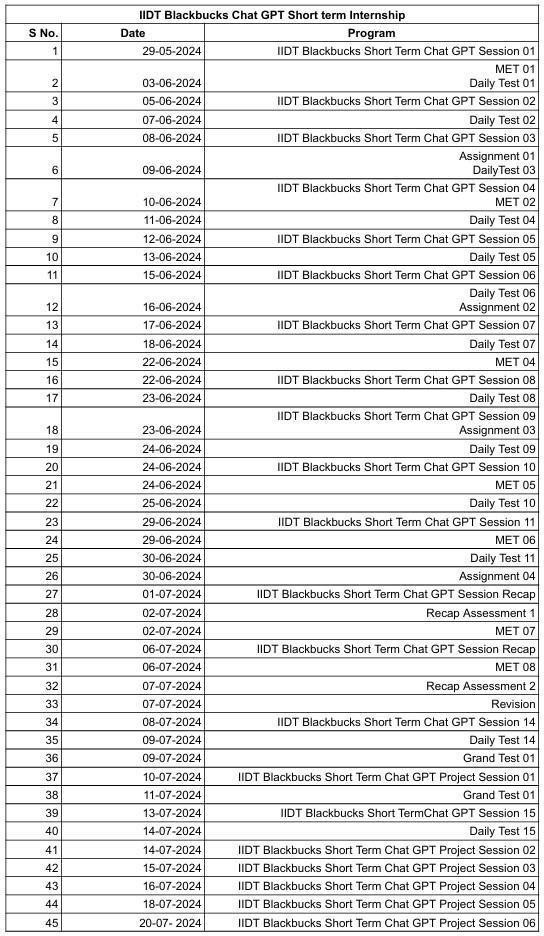 IIDT Blackbucks Chat GPT Short term Internship
S No. Date Program
1 29-05-2024 IIDT Blackbucks Short Term Chat GPT Session 01
MET 01
2 03-06-2024 Daily Test 01
3 05-06-2024 IIDT Blackbucks Short Term Chat GPT Session 02
4 07-06-2024 Daily Test 02
5 08-06-2024 IIDT Blackbucks Short Term Chat GPT Session 03
Assignment 01
6 09-06-2024 DailyTest 03
IIDT Blackbucks Short Term Chat GPT Session 04
7 10-06-2024 MET 02
8 11-06-2024 Daily Test 04
9 12-06-2024 IIDT Blackbucks Short Term Chat GPT Session 05
10 13-06-2024 Daily Test 05
11 15-06-2024 IIDT Blackbucks Short Term Chat GPT Session 06
Daily Test 06
12 16-06-2024 Assignment 02
13 17-06-2024 IIDT Blackbucks Short Term Chat GPT Session 07
14 18-06-2024 Daily Test 07
15 22-06-2024 MET 04
16 22-06-2024 IIDT Blackbucks Short Term Chat GPT Session 08
17 23-06-2024 Daily Test 08
IIDT Blackbucks Short Term Chat GPT Session 09
18 23-06-2024 Assignment 03
19 24-06-2024 Daily Test 09
20 24-06-2024 IIDT Blackbucks Short Term Chat GPT Session 10
21 24-06-2024 MET 05
22 25-06-2024 Daily Test 10
23 29-06-2024 IIDT Blackbucks Short Term Chat GPT Session 11
24 29-06-2024 MET 06
25 30-06-2024 Daily Test 11
26 30-06-2024 Assignment 04
27 01-07-2024 IIDT Blackbucks Short Term Chat GPT Session Recap
28 02-07-2024 Recap Assessment 1
29 02-07-2024 MET 07
30 06-07-2024 IIDT Blackbucks Short Term Chat GPT Session Recap
31 06-07-2024 MET 08
32 07-07-2024 Recap Assessment 2
33 07-07-2024 Revision
34 08-07-2024 IIDT Blackbucks Short Term Chat GPT Session 14
35 09-07-2024 Daily Test 14
36 09-07-2024 Grand Test 01
37 10-07-2024 IIDT Blackbucks Short Term Chat GPT Project Session 01
38 11-07-2024 Grand Test 01
39 13-07-2024 IIDT Blackbucks Short TermChat GPT Session 15
40 14-07-2024 Daily Test 15
41 14-07-2024 IIDT Blackbucks Short Term Chat GPT Project Session 02
42 15-07-2024 IIDT Blackbucks Short Term Chat GPT Project Session 03
43 16-07-2024 IIDT Blackbucks Short Term Chat GPT Project Session 04
44 18-07-2024 IIDT Blackbucks Short Term Chat GPT Project Session 05
45 20-07- 2024 IIDT Blackbucks Short Term Chat GPT Project Session 06